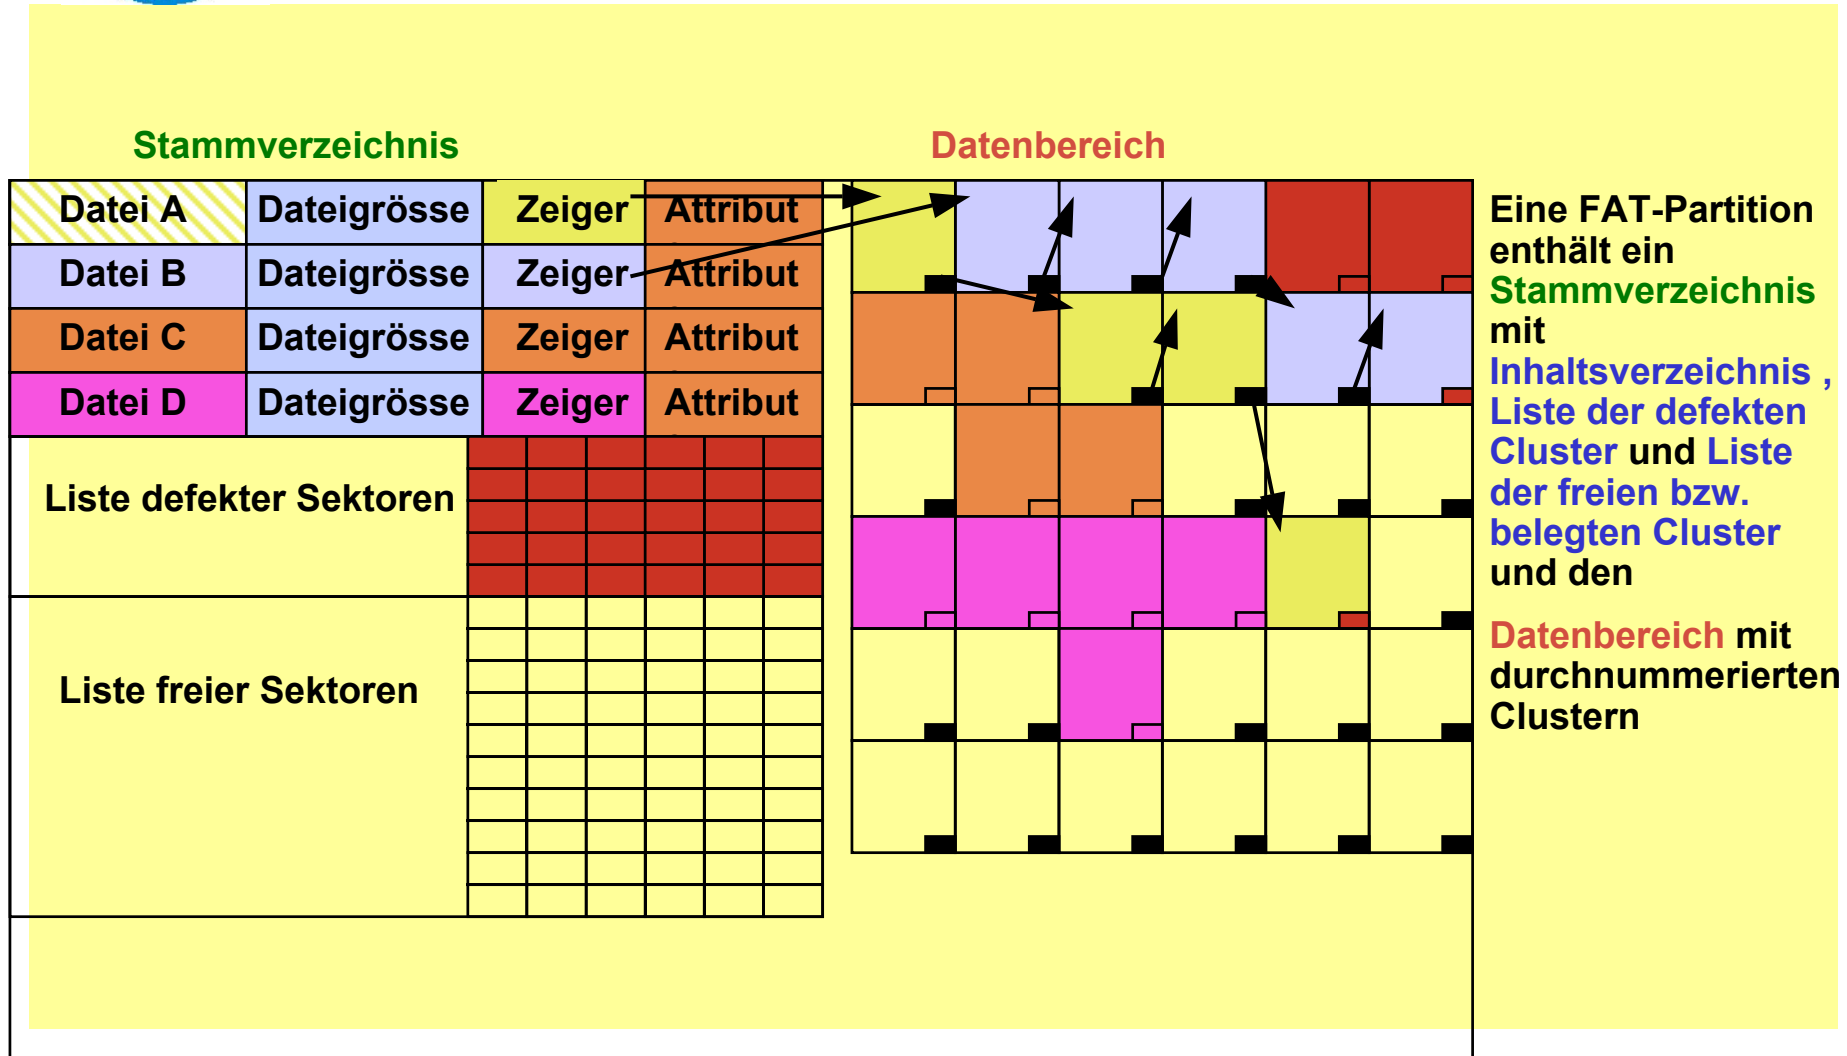 Stammverzeichnis
Datenbereich
Datei A Dateigrösse Zeiger Attribut
Datei B Dateigrösse Zeiger Attribut
Datei C Dateigrösse Zeiger Attribut
Datei D Dateigrösse Zeiger Attribut
Liste defekter Sektoren
Liste freier Sektoren
Eine FAT-Partition
enthält ein
Stammverzeichnis
mit
Inhaltsverzeichnis ,
Liste der defekten
Cluster und Liste
der freien bzw.
belegten Cluster
und den
Datenbereich mit
durchnummerierten
Clustern